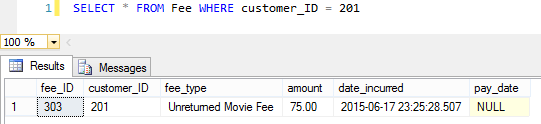 1 SELECT * FROM Fee WHERE customer_ID = 201
100 %
Results Messages
fee_ID customer_ID fee_type amount date_incurred pay_date
1 303 201 Unreturned Movie Fee 75.00 2015-06-17 23:25:28.507 NULL